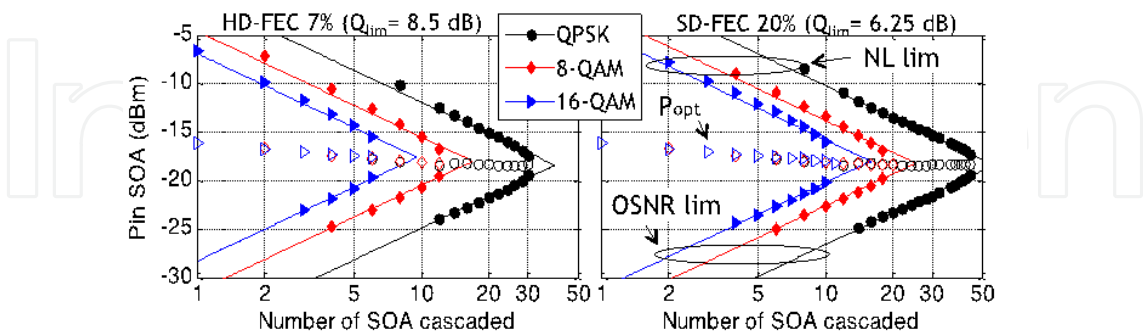 HD-FEC 7% (Qlim= 8.5 dB)
SD-FEC 20% (Qlim= 6.25 dB)
QPSK
8-QAM
16-QAM
NL lim
Popt
OSNR lim
Pin SOA (dBm)
-5
-10
-15
-20
-25
-30
1 2 5 10 20 30 50
1 2 5 10 20 30 50
Number of SOA cascaded
Number of SOA cascaded